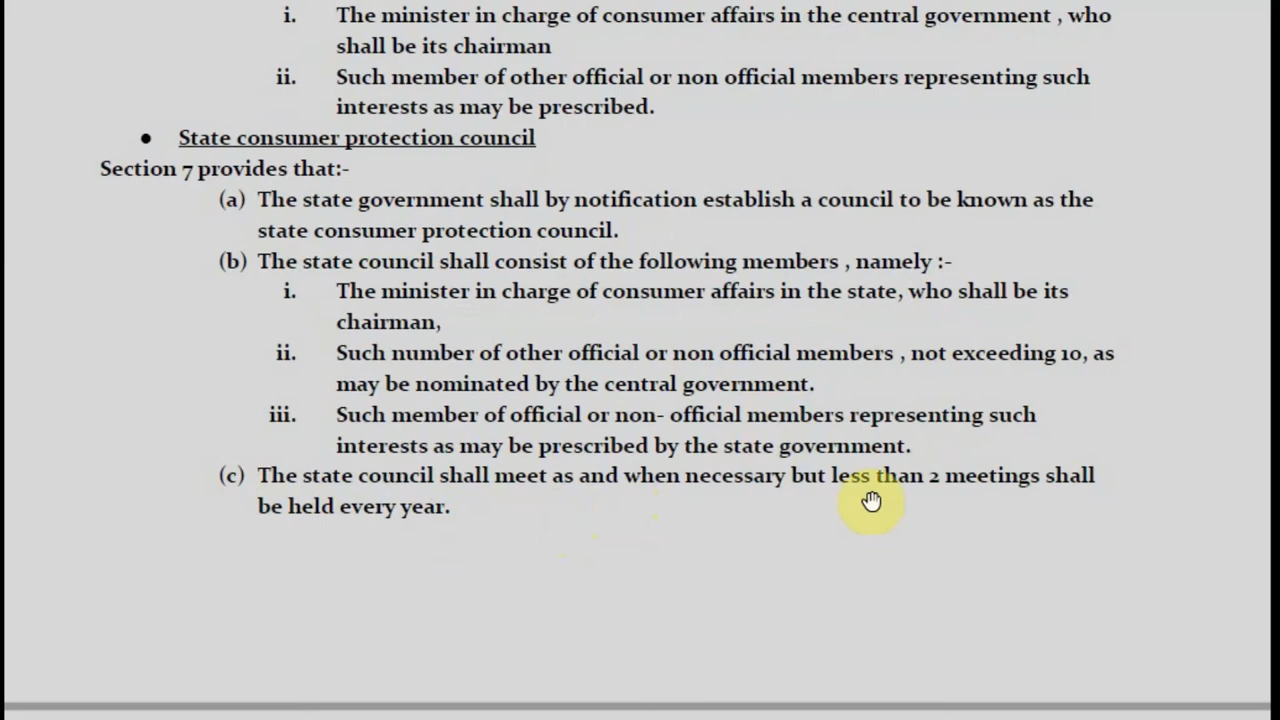 i. The minister in charge of consumer affairs in the central government , who
shall be its chairman
ii. Such member of other official or non official members representing such
interests as may be prescribed.
● State consumer protection council
Section 7 provides that:-
(a) The state government shall by notification establish a council to be known as the
state consumer protection council.
(b) The state council shall consist of the following members , namely :-
i. The minister in charge of consumer affairs in the state, who shall be its
chairman,
ii. Such number of other official or non official members , not exceeding 10, as
may be nominated by the central government.
iii. Such member of official or non- official members representing such
interests as may be prescribed by the state government.
(c) The state council shall meet as and when necessary but less than 2 meetings shall
be held every year.